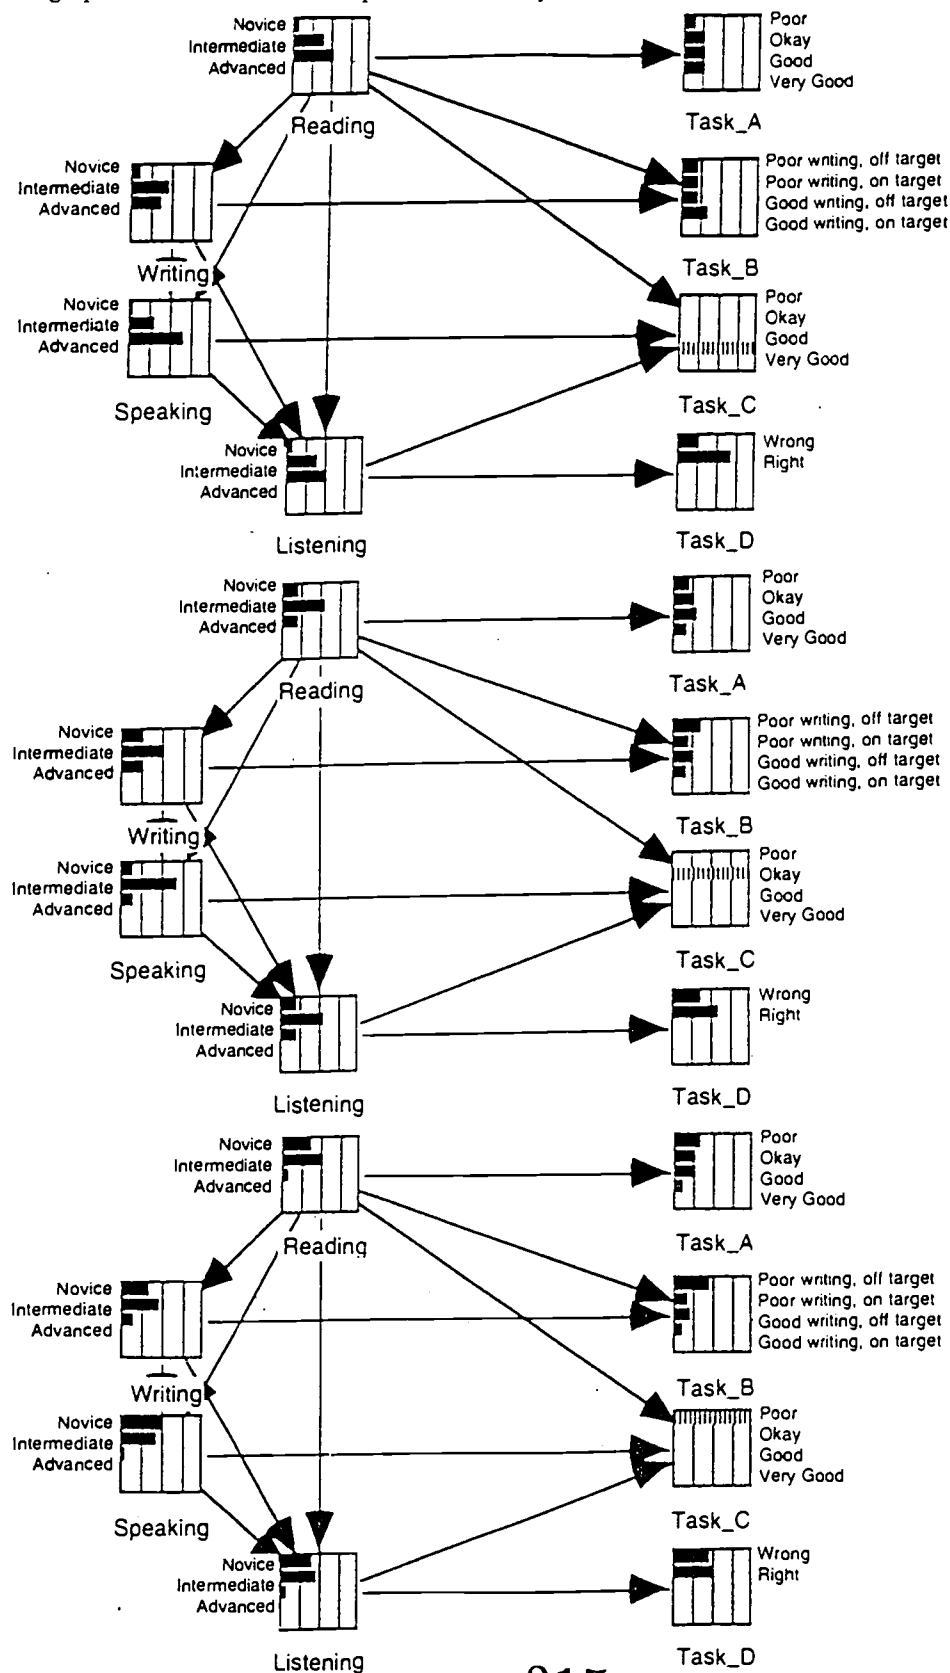 Novice
Intermediate
Advanced
Reading
Poor
Okay
Good
Very Good
Task_A
Novice
Intermediate
Advanced
Writing
Poor writing, off target
Poor writing, on target
Good writing, off target
Good writing, on target
Task_B
Novice
Intermediate
Advanced
Speaking
Poor
Okay
Good
Very Good
Task_C
Novice
Intermediate
Advanced
Listening
Wrong
Right
Task_D
Novice
Intermediate
Advanced
Reading
Poor
Okay
Good
Very Good
Task_A
Novice
Intermediate
Advanced
Writing
Poor writing, off target
Poor writing, on target
Good writing, off target
Good writing, on target
Task_B
Novice
Intermediate
Advanced
Speaking
Poor
Okay
Good
Very Good
Task_C
Novice
Intermediate
Advanced
Listening
Wrong
Right
Task_D
Novice
Intermediate
Advanced
Reading
Poor
Okay
Good
Very Good
Task_A
Novice
Intermediate
Advanced
Writing
Poor writing, off target
Poor writing, on target
Good writing, off target
Good writing, on target
Task_B
Novice
Intermediate
Advanced
Speaking
Poor
Okay
Good
Very Good
Task_C
Novice
Intermediate
Advanced
Listening
Wrong
Right
Task_D